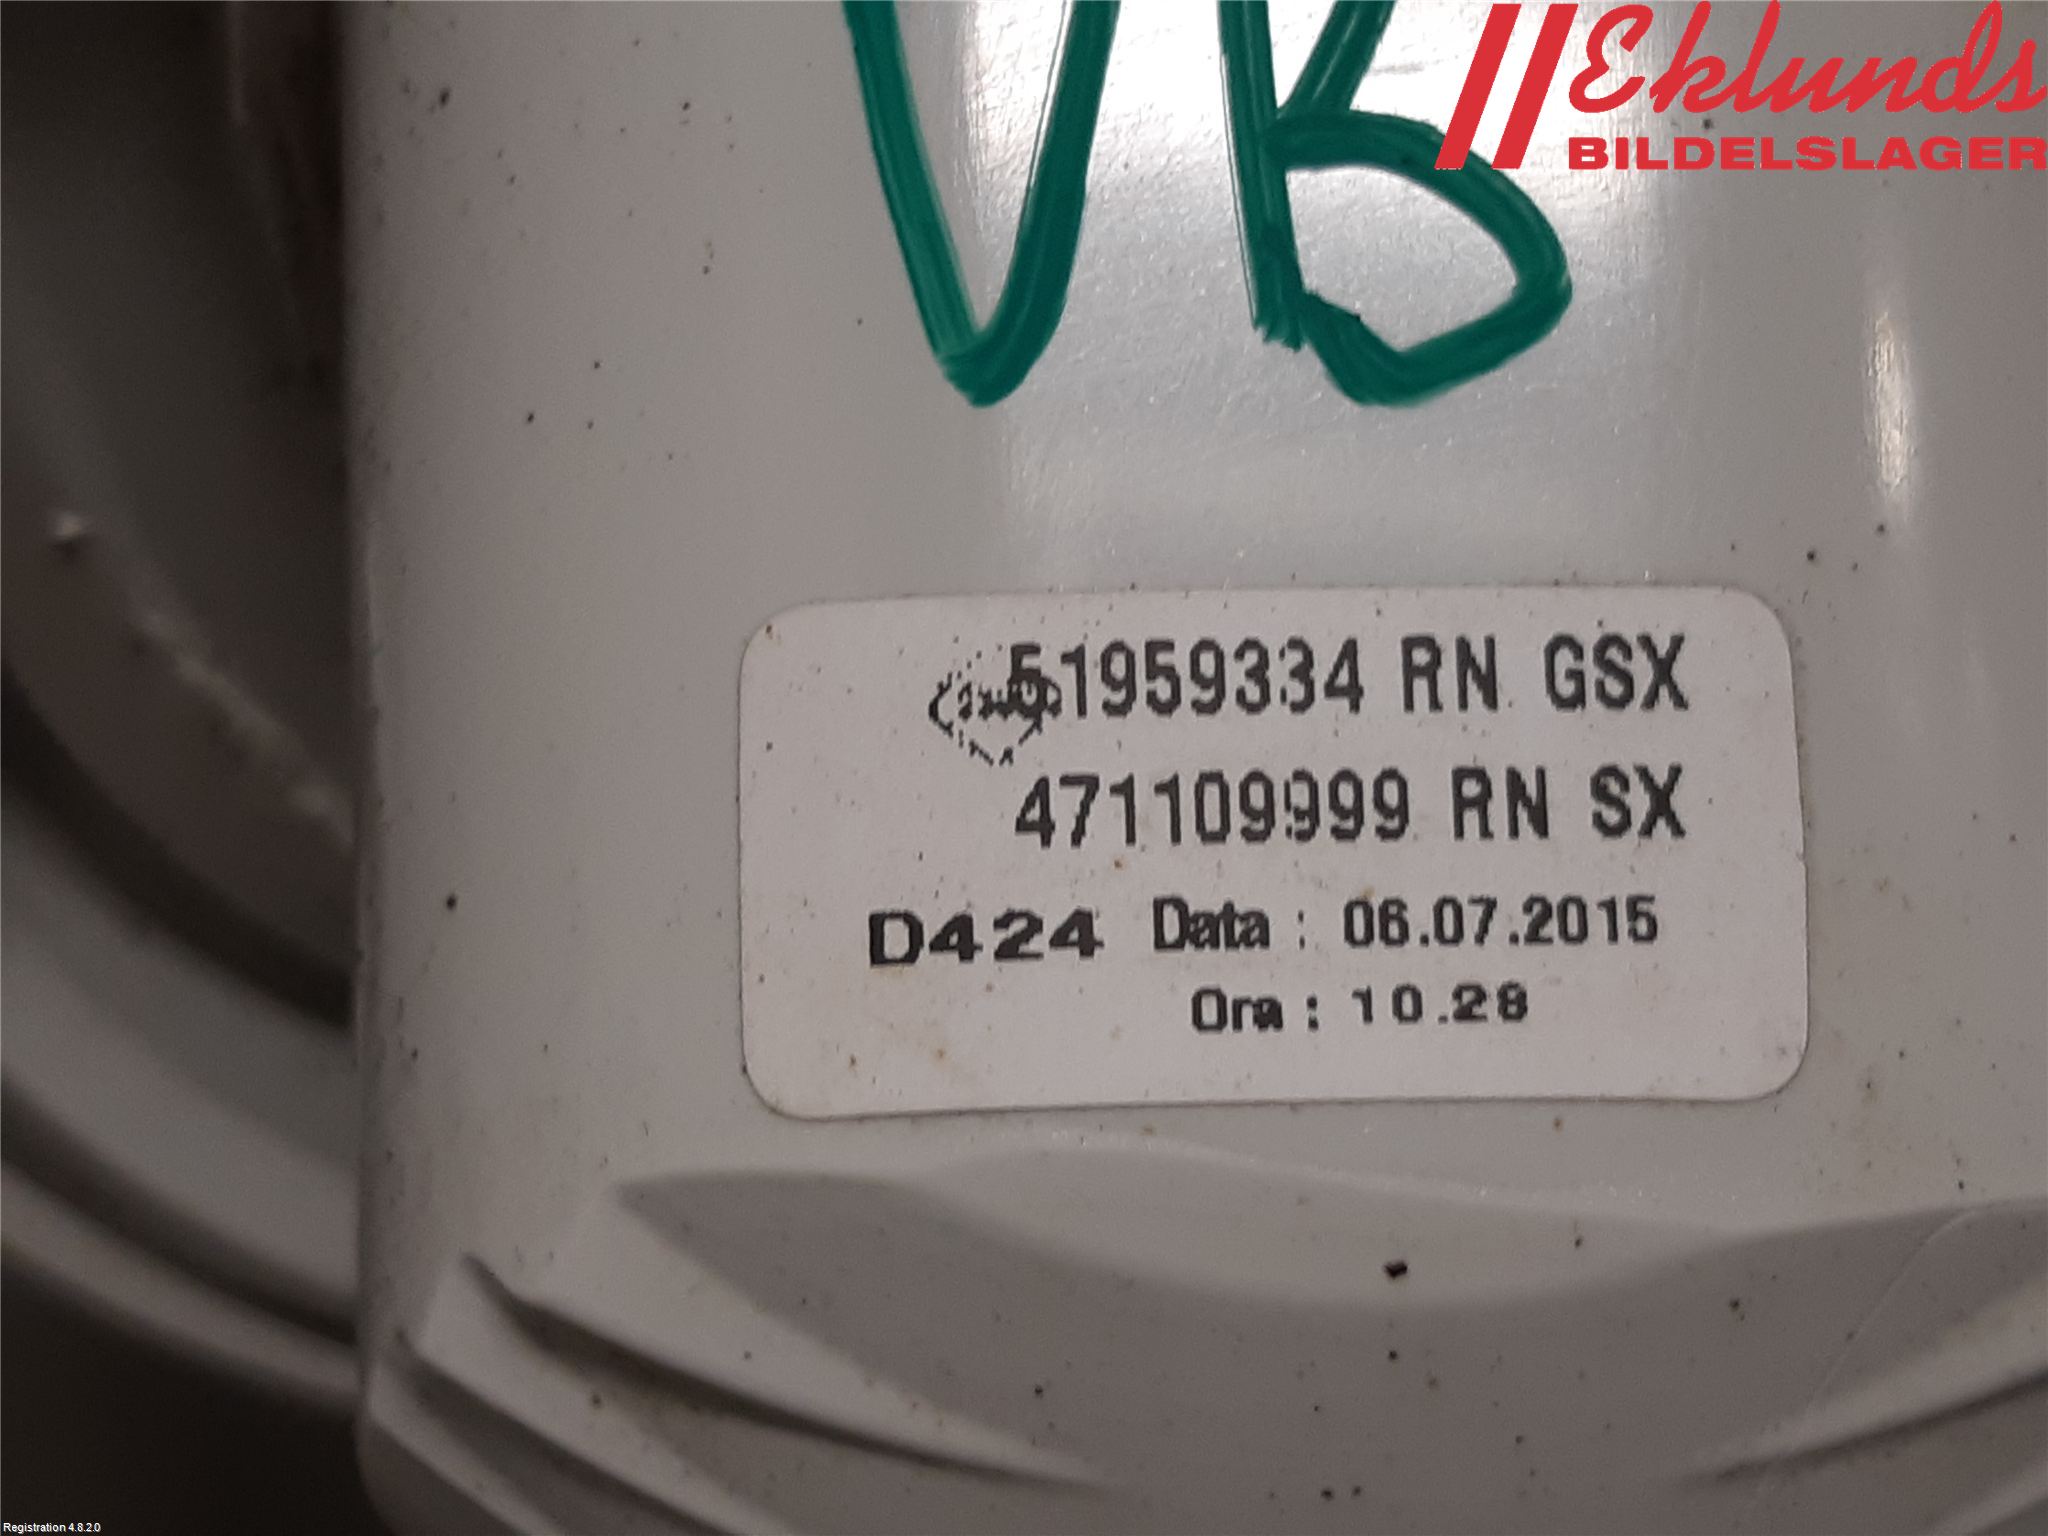 VB
Eklunds
BILDELSLAGER
51959334 RN GSX
471109999 RN SX
D424 Data : 06.07.2015
Ora : 10.28
Registration 4.8.2.0